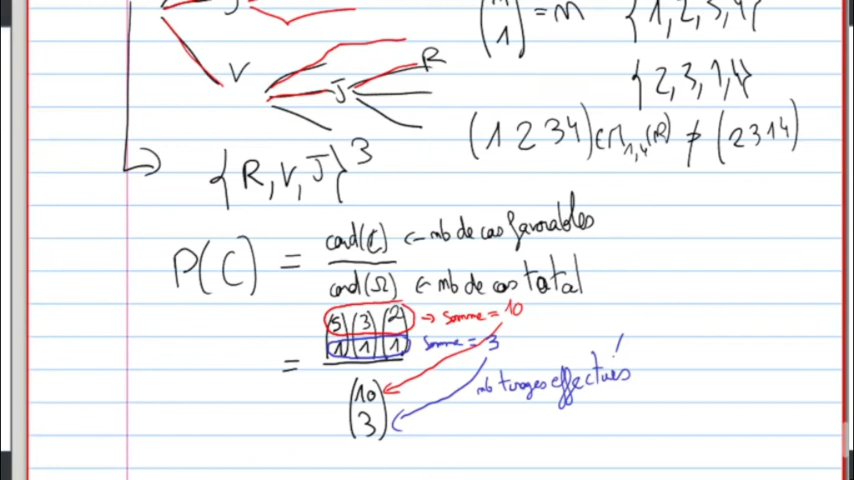 J
V
J
R
{R, V, J}³
(n
1) = n
{1, 2, 3, 4}
{2, 3, 1, 4}
(1 2 3 4) ∈ M₁,₄(ℝ) ≠ (2 3 1 4)
P(C) = card(C) ← nb de cas favorables
card(Ω) ← nb de cas total
= (5 1) (3 1) (2 1) → somme = 10
somme = 3
(10
3)
nb tirages effectués